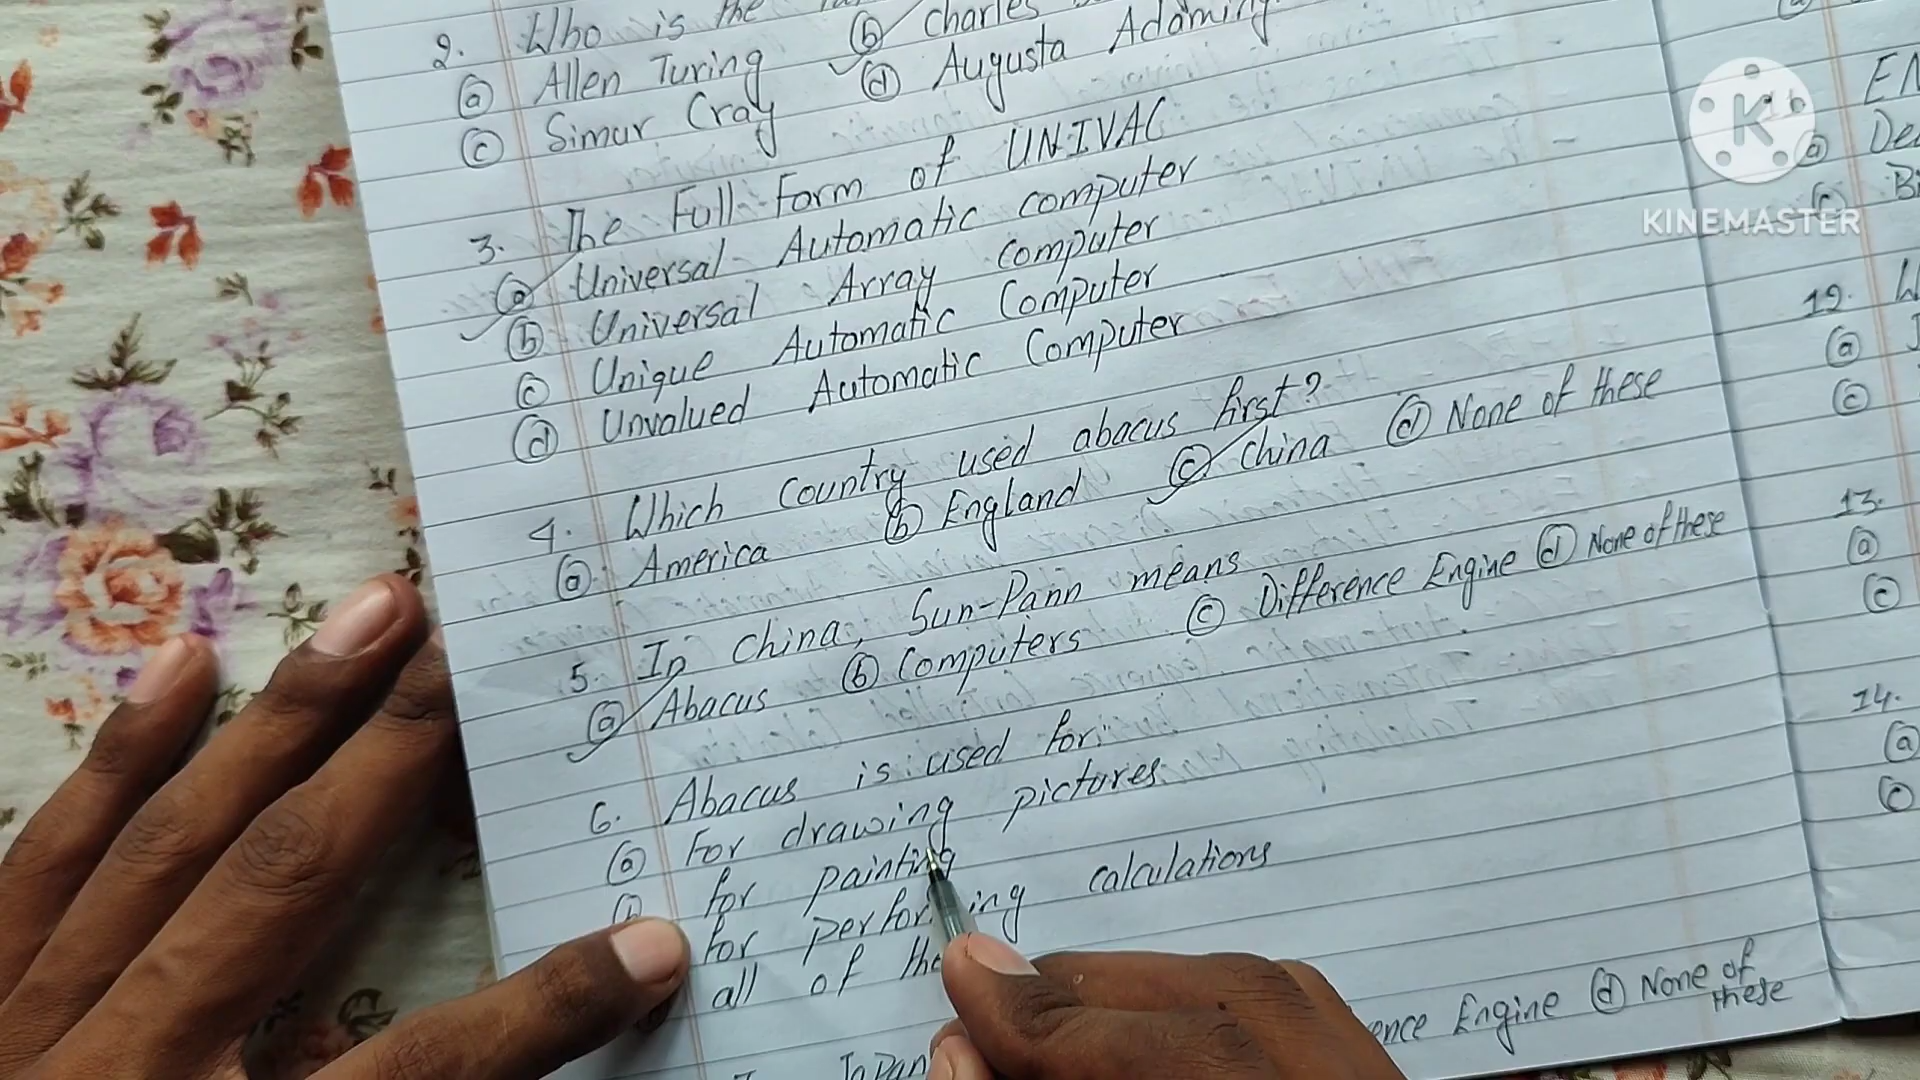 2. Who is the
ⓐ Allen Turing ⓑ Charles
ⓒ Simur Cray ⓓ Augusta Adaming
3. The Full Form of UNIVAC
ⓐ Universal Automatic computer
ⓑ Universal Array Computer
ⓒ Unique Automatic Computer
ⓓ Unvalued Automatic Computer
4. Which Country used abacus first?
ⓐ America ⓑ England ⓒ China ⓓ None of these
5. In China, Sun-Pann means
ⓐ Abacus ⓑ Computers ⓒ Difference Engine ⓓ None of these
6. Abacus is used for:
ⓐ For drawing pictures
ⓑ for painting
for calculations
all of
Engine ⓓ None of these
11.
ⓐ
ⓒ
12.
ⓐ
ⓒ
13.
ⓐ
ⓒ
14.
ⓐ
ⓒ
KINEMASTER